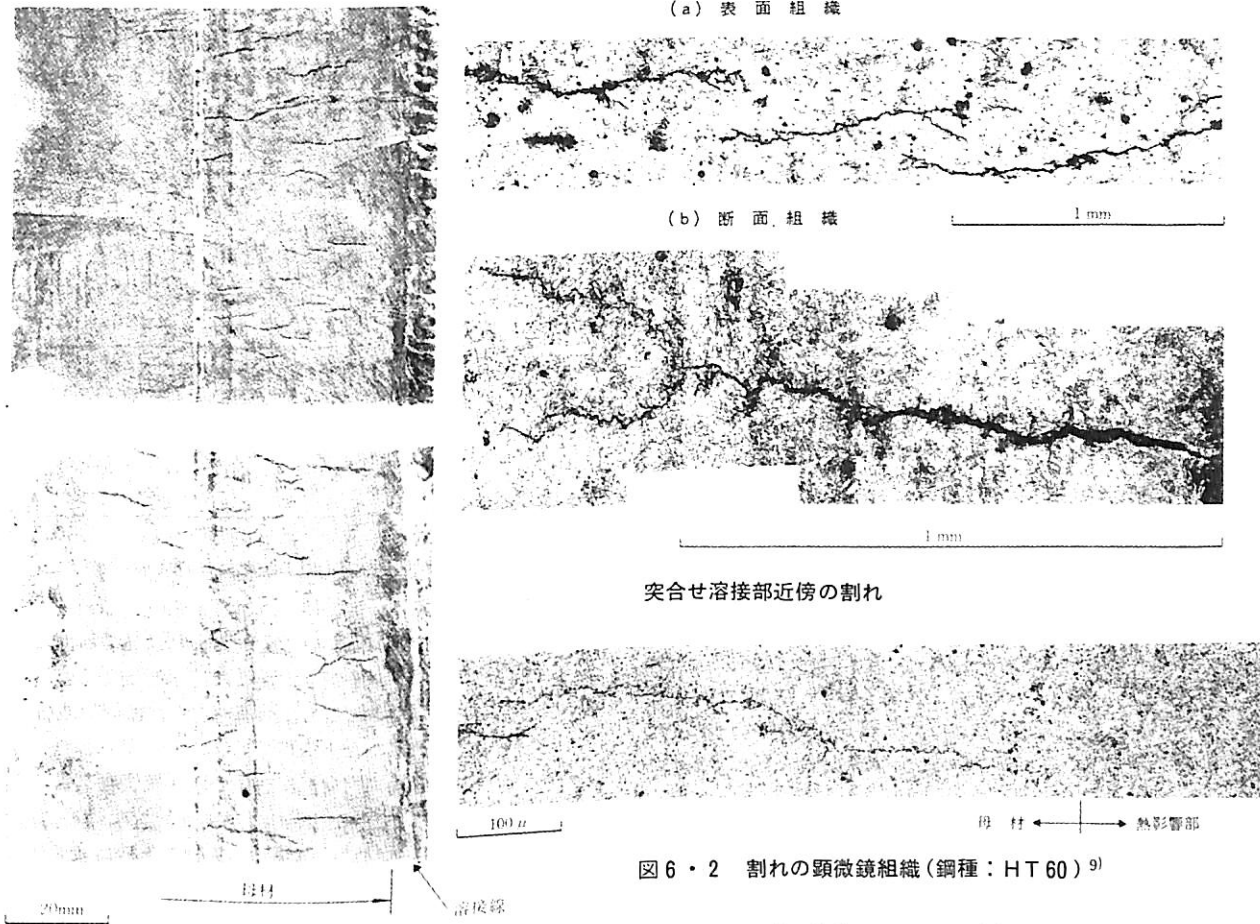 (a) 表面組織
(b) 断面組織
1 mm
1 mm
突合せ溶接部近傍の割れ
母材
溶接線
20mm
100 μ
母材
熱影響部
図6・2 割れの顕微鏡組織(鋼種:HT60)9)